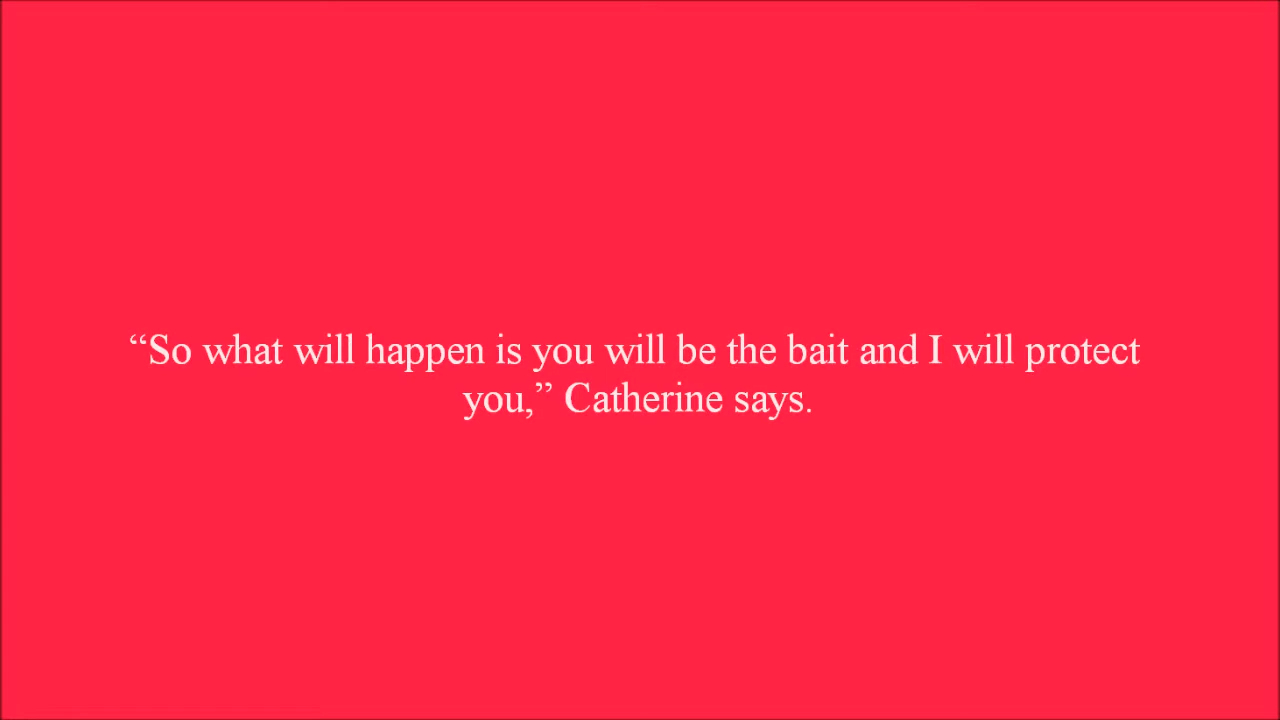 “So what will happen is you will be the bait and I will protect
you,” Catherine says.